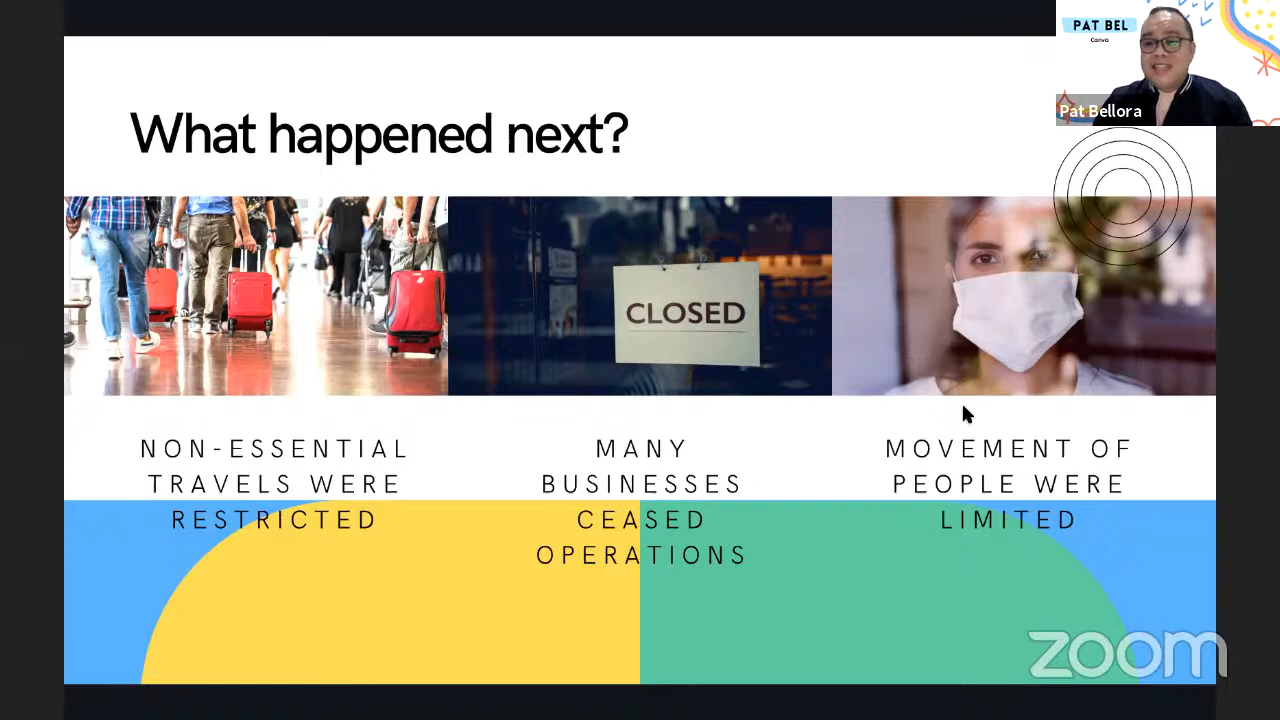 PAT BEL
Canva
Pat Bellora
What happened next?
CLOSED
NON-ESSENTIAL
TRAVELS WERE
RESTRICTED
MANY
BUSINESSES
CEASED
OPERATIONS
MOVEMENT OF
PEOPLE WERE
LIMITED
zoom